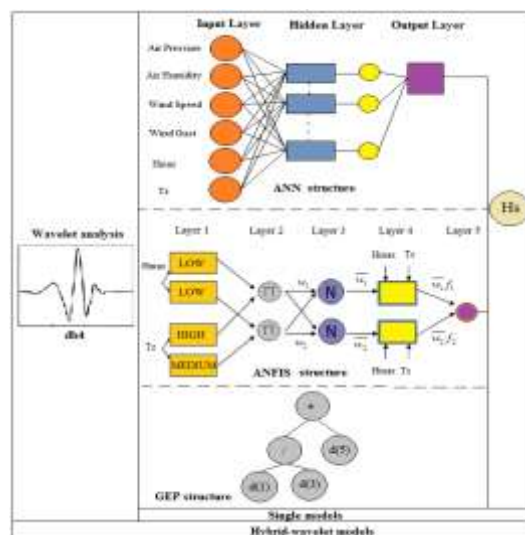 Input Layer Hidden Layer Output Layer
Air Pressure
Air Humidity
Wind Speed
Wind Gust
Hmax
Tz
ANN structure
Hs
Wavelet analysis
db4
Layer 1 Layer 2 Layer 3 Layer 4 Layer 5
Hmax Tz
Hmax
LOW
LOW
Tz
HIGH
MEDIUM
N
N
Hmax Tz
ANFIS structure
+
/
d(5)
d(1) d(3)
GEP structure
Single models
Hybrid-wavelet models